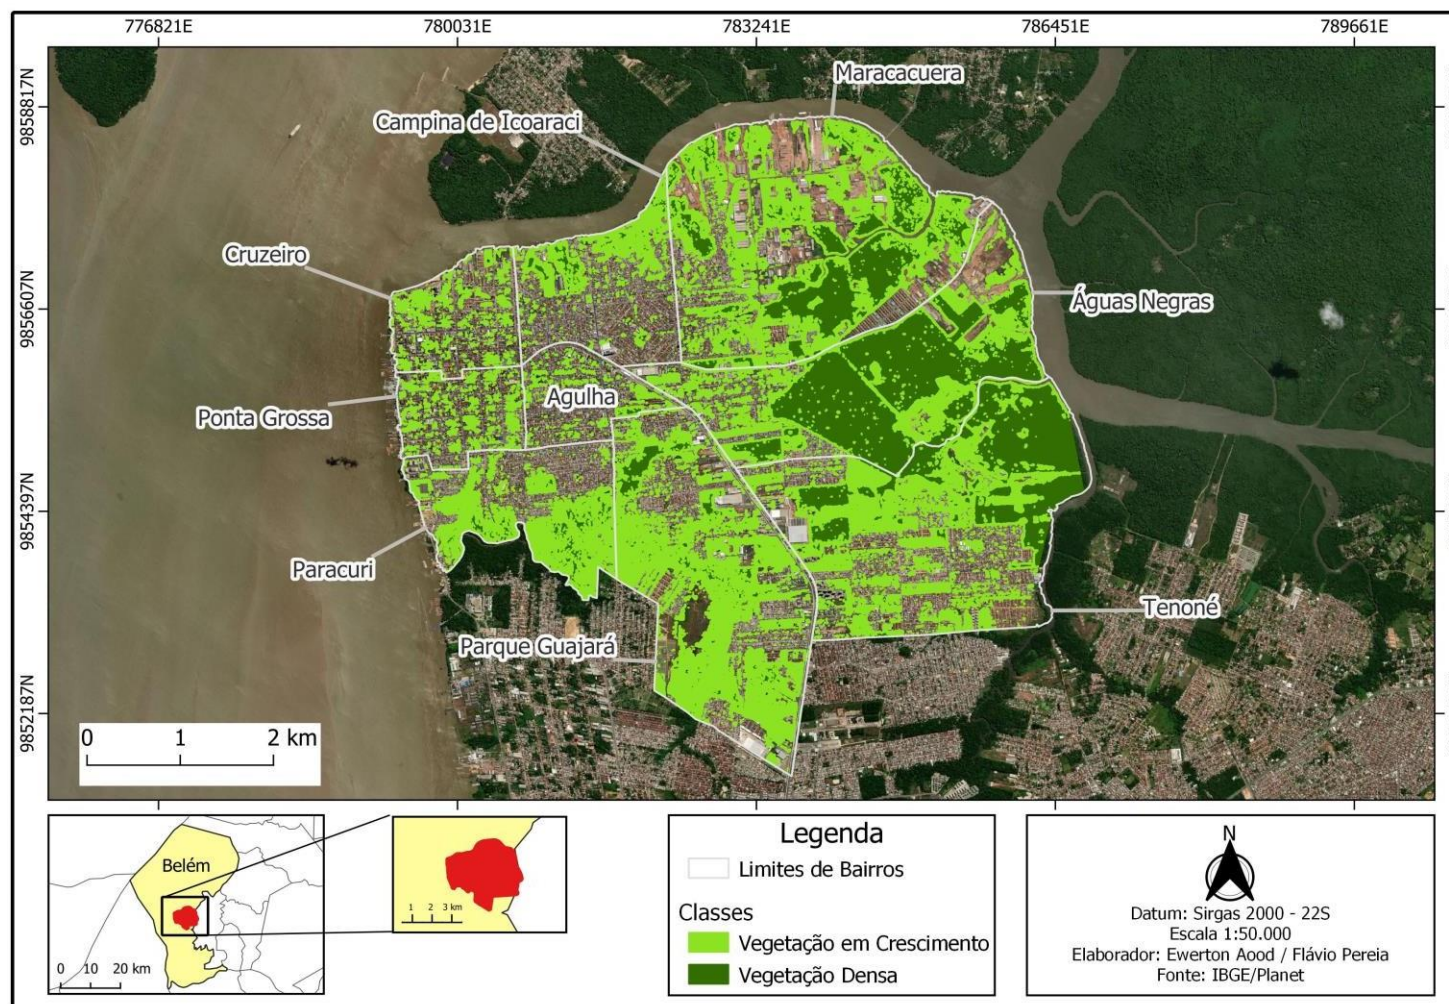 776821E
780031E
783241E
786451E
789661E
9858817N
9856607N
9854397N
9852187N
Maracacuera
Campina de Icoaraci
Cruzeiro
Águas Negras
Agulha
Ponta Grossa
Paracuri
Tenoné
Parque Guajará
0 1 2 km
Belém
0 10 20 km
1 2 3 km
Legenda
Limites de Bairros
Classes
Vegetação em Crescimento
Vegetação Densa
N
Datum: Sirgas 2000 - 22S
Escala 1:50.000
Elaborador: Ewerton Aood / Flávio Pereia
Fonte: IBGE/Planet